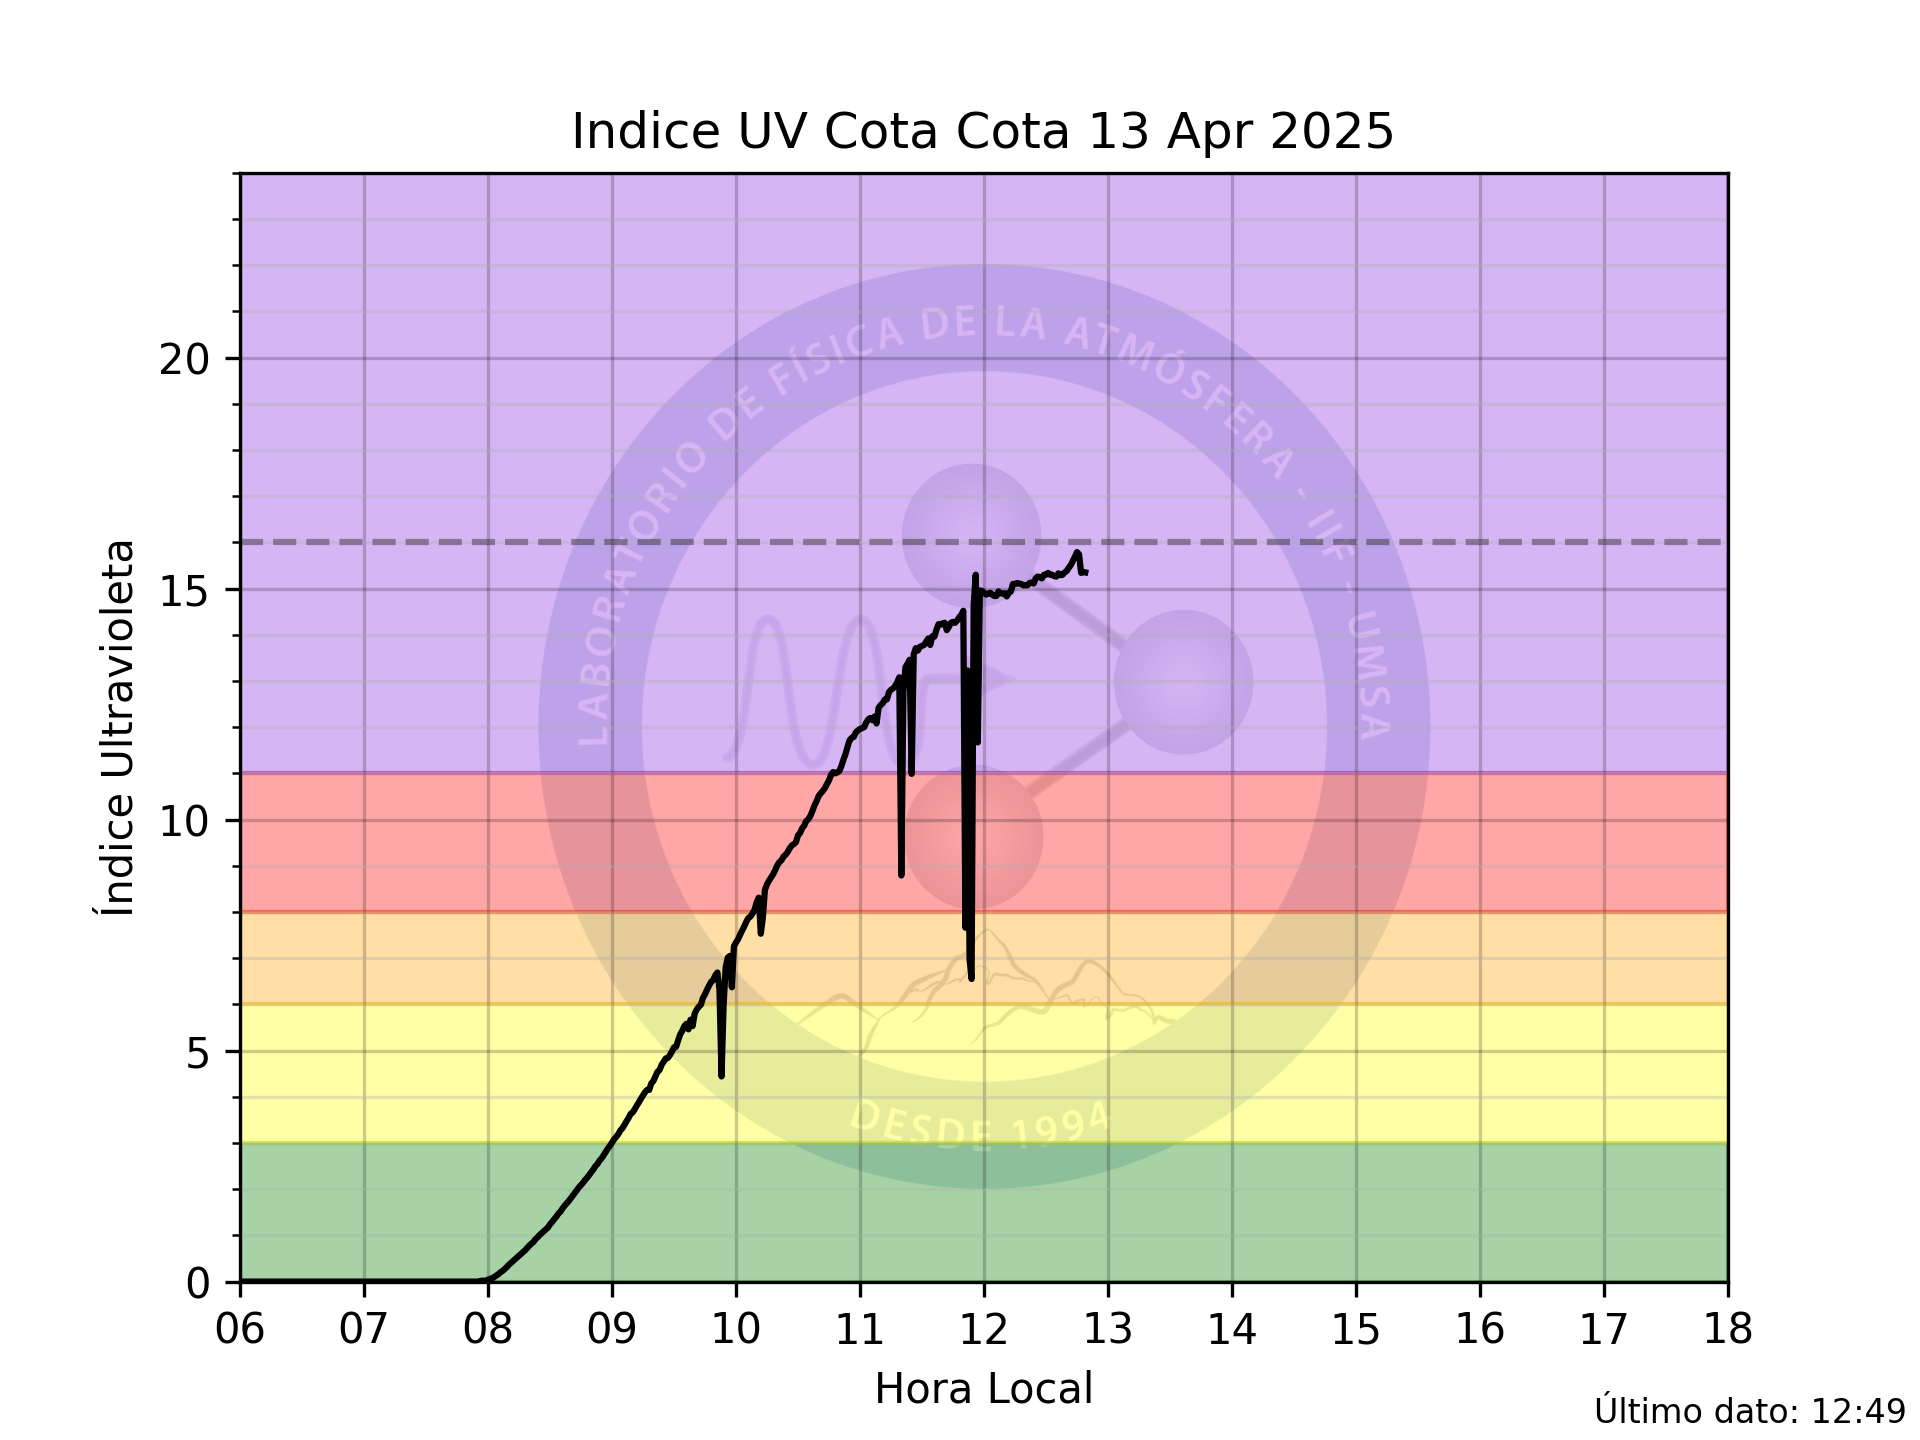 Indice UV Cota Cota 13 Apr 2025
Índice Ultravioleta
20
15
10
5
0
LABORATORIO DE FÍSICA DE LA ATMÓSFERA - IIF - UMSA
DESDE 1994
06 07 08 09 10 11 12 13 14 15 16 17 18
Hora Local
Último dato: 12:49